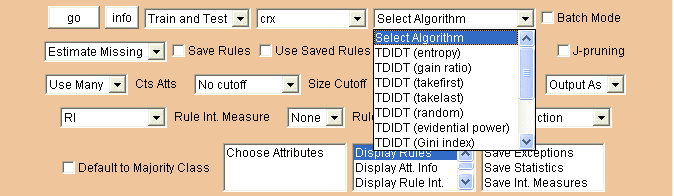 go info Train and Test crx Select Algorithm Batch Mode
Select Algorithm
Estimate Missing Save Rules Use Saved Rules J-pruning
TDIDT (entropy)
TDIDT (gain ratio)
Use Many Cts Atts No cutoff Size Cutoff Output As
TDIDT (takefirst)
TDIDT (takelast)
TDIDT (random)
RI Rule Int. Measure None ction
TDIDT (evidential power)
TDIDT (Gini index)
Choose Attributes Display Rules Save Exceptions
Default to Majority Class Display Att. Info Save Statistics
Display Rule Int. Save Int. Measures